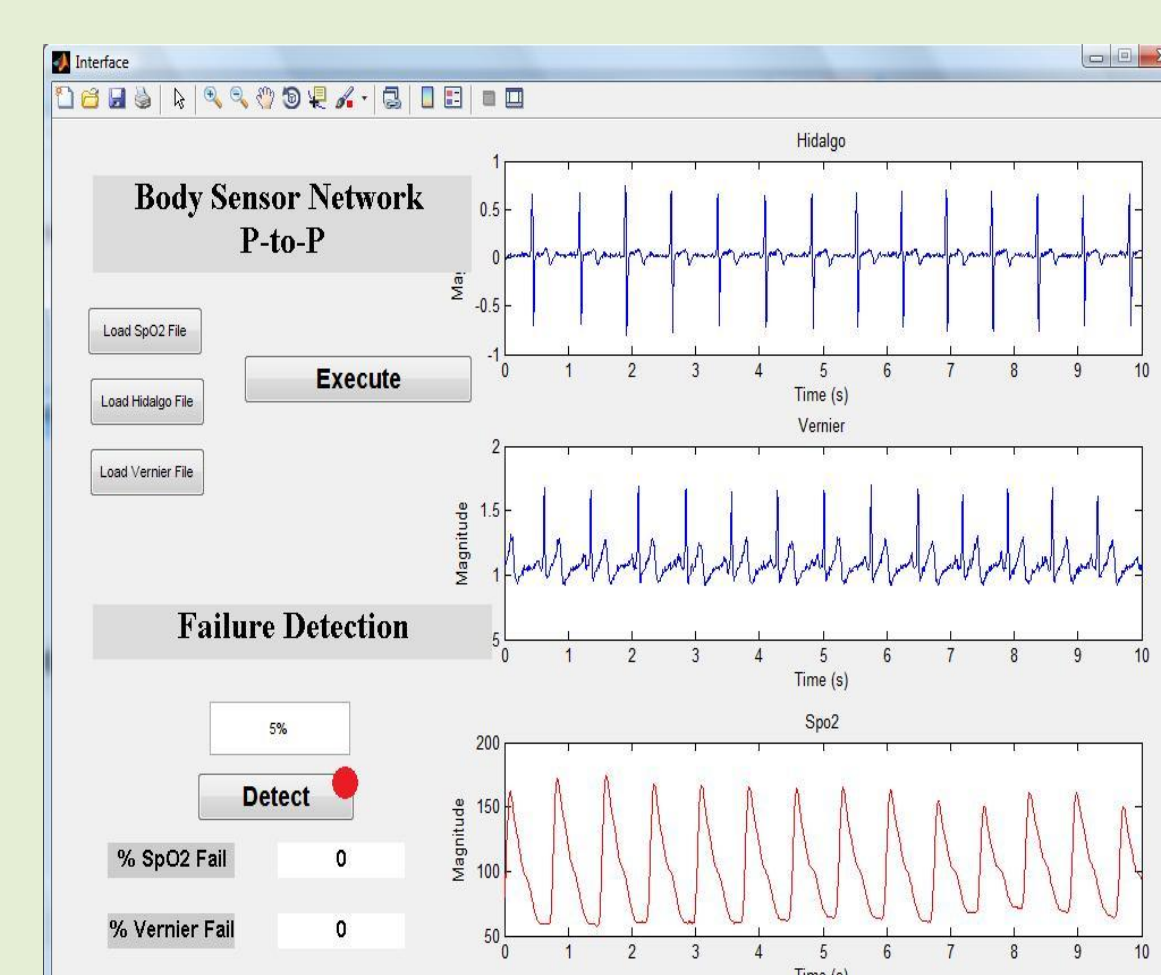 Interface
Body Sensor Network
P-to-P
Load SpO2 File
Load Hidalgo File
Load Vernier File
Execute
Failure Detection
5%
Detect
% SpO2 Fail 0
% Vernier Fail 0
Hidalgo
1
0.5
0
-0.5
-1
0 1 2 3 4 5 6 7 8 9 10
Time (s)
Vernier
Magnitude
2
1.5
1
5
0 1 2 3 4 5 6 7 8 9 10
Time (s)
Spo2
Magnitude
200
150
100
50
0 1 2 3 4 5 6 7 8 9 10
Time (s)